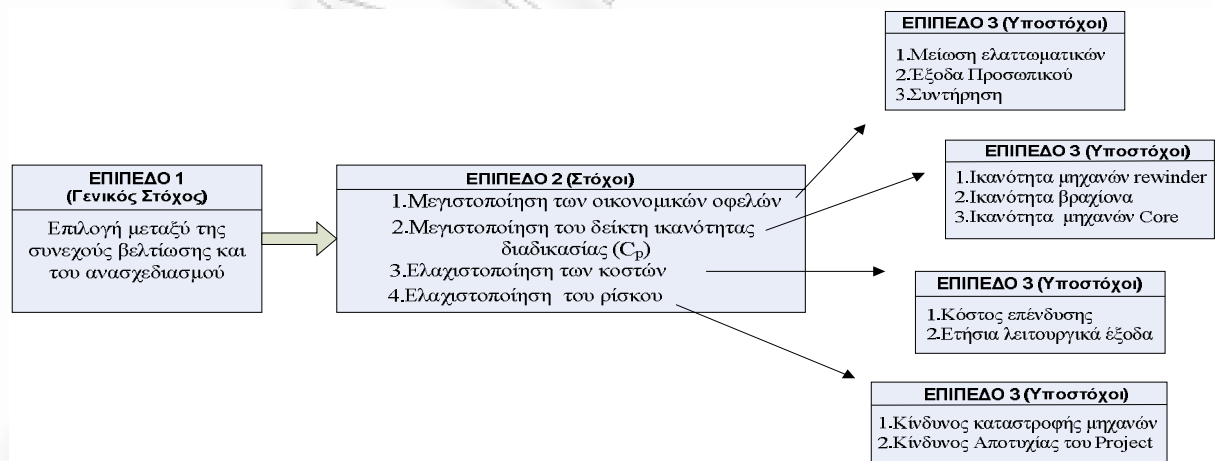 ΕΠΙΠΕΔΟ 1
(Γενικός Στόχος)
Επιλογή μεταξύ της
συνεχούς βελτίωσης και
του ανασχεδιασμού
ΕΠΙΠΕΔΟ 2 (Στόχοι)
1.Μεγιστοποίηση των οικονομικών οφελών
2.Μεγιστοποίηση του δείκτη ικανότητας
διαδικασίας (Cp)
3.Ελαχιστοποίηση των κοστών
4.Ελαχιστοποίηση του ρίσκου
ΕΠΙΠΕΔΟ 3 (Υποστόχοι)
1.Μείωση ελαττωματικών
2.Έξοδα Προσωπικού
3.Συντήρηση
ΕΠΙΠΕΔΟ 3 (Υποστόχοι)
1.Ικανότητα μηχανών rewinder
2.Ικανότητα βραχίονα
3.Ικανότητα μηχανών Core
ΕΠΙΠΕΔΟ 3 (Υποστόχοι)
1.Κόστος επένδυσης
2.Ετήσια λειτουργικά έξοδα
ΕΠΙΠΕΔΟ 3 (Υποστόχοι)
1.Κίνδυνος καταστροφής μηχανών
2.Κίνδυνος Αποτυχίας του Project